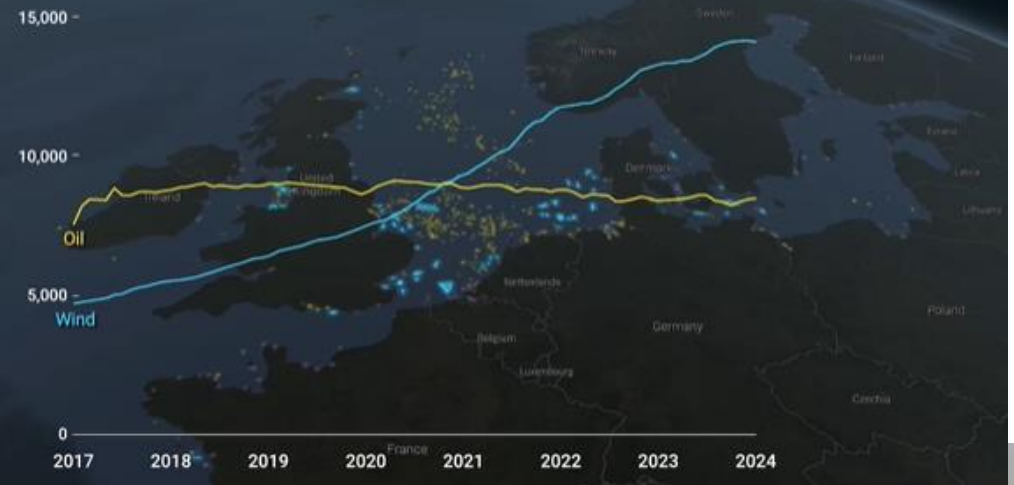 15,000
Sweden
Norway
Finland
10,000
Latvia
United
Kingdom
Denmark
Ireland
Lithuania
Oil
Netherlands
5,000
Wind
Poland
Germany
Belgium
Luxembourg
Czechia
0
France
2017 2018 2019 2020 2021 2022 2023 2024